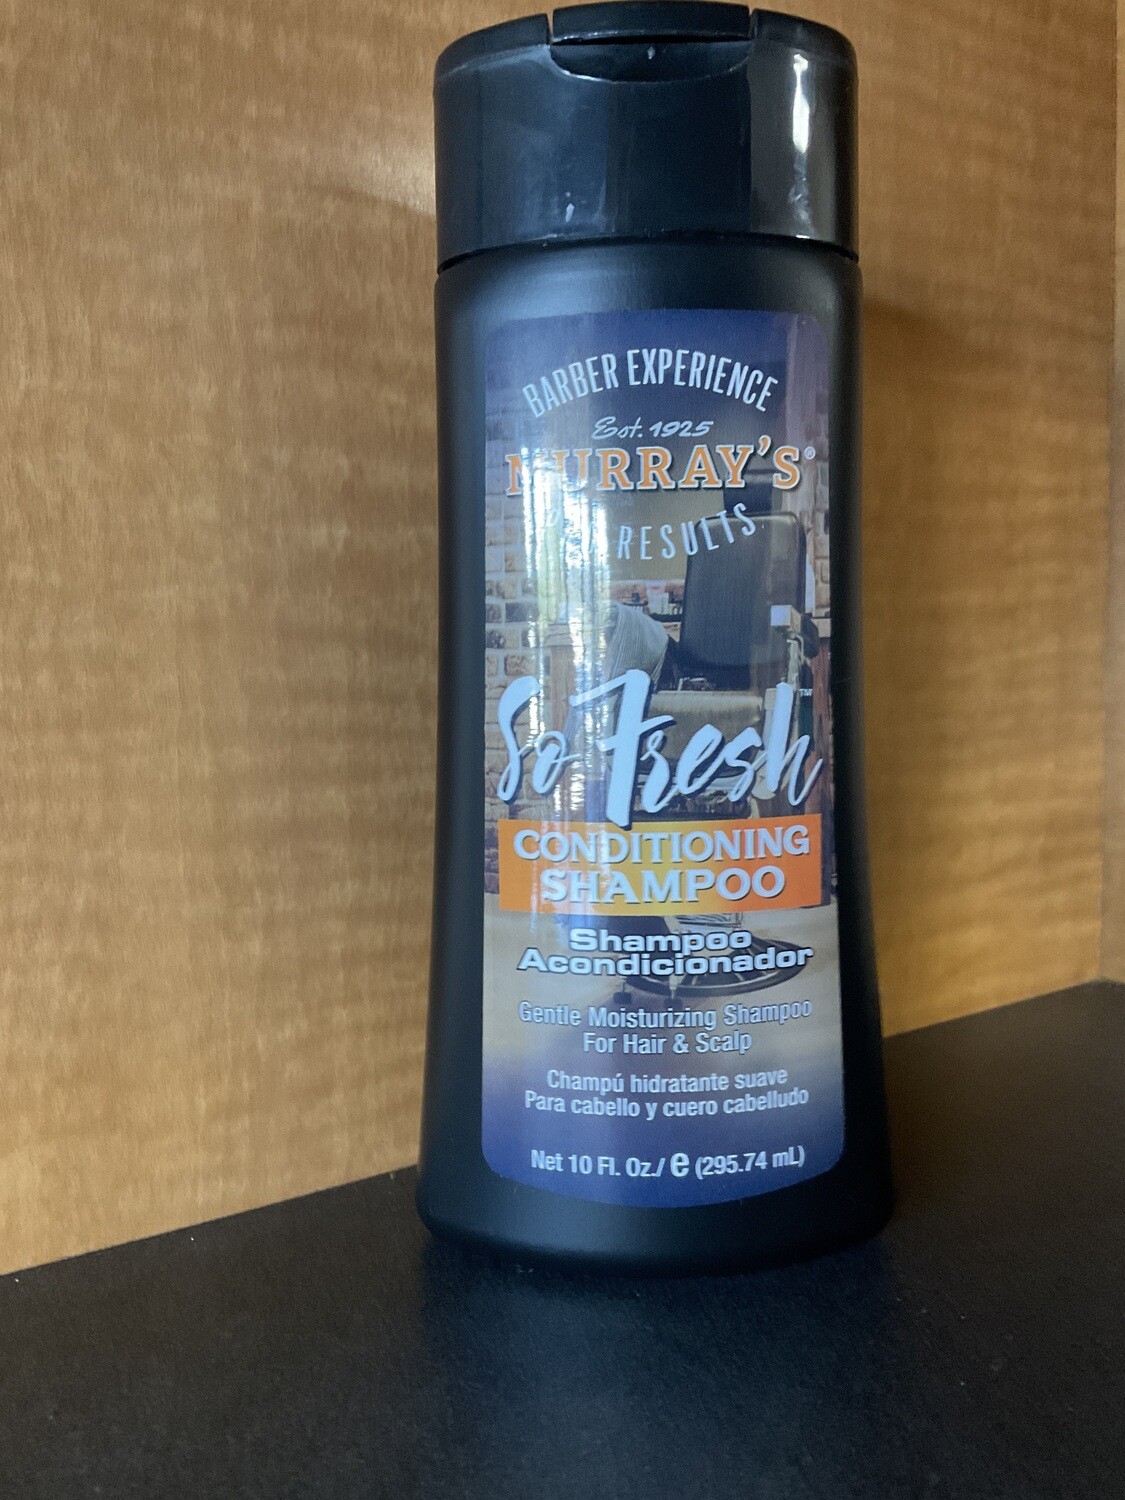 BARBER EXPERIENCE
Est. 1925
MURRAY'S®
RESULTS
So Fresh™
CONDITIONING
SHAMPOO
Shampoo
Acondicionador
Gentle Moisturizing Shampoo
For Hair & Scalp
Champú hidratante suave
Para cabello y cuero cabelludo
Net 10 Fl. Oz./ ℮ (295.74 mL)